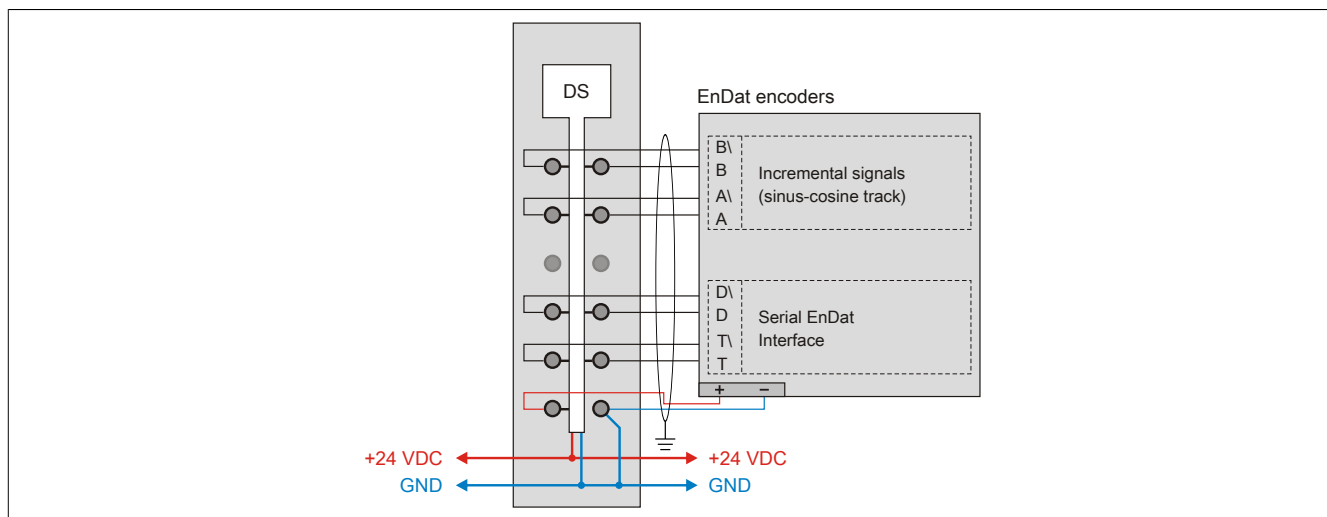 DS
EnDat encoders
B\
B
A\
A
Incremental signals
(sinus-cosine track)
D\
D
T\
T
Serial EnDat
Interface
+ −
+24 VDC +24 VDC
GND GND